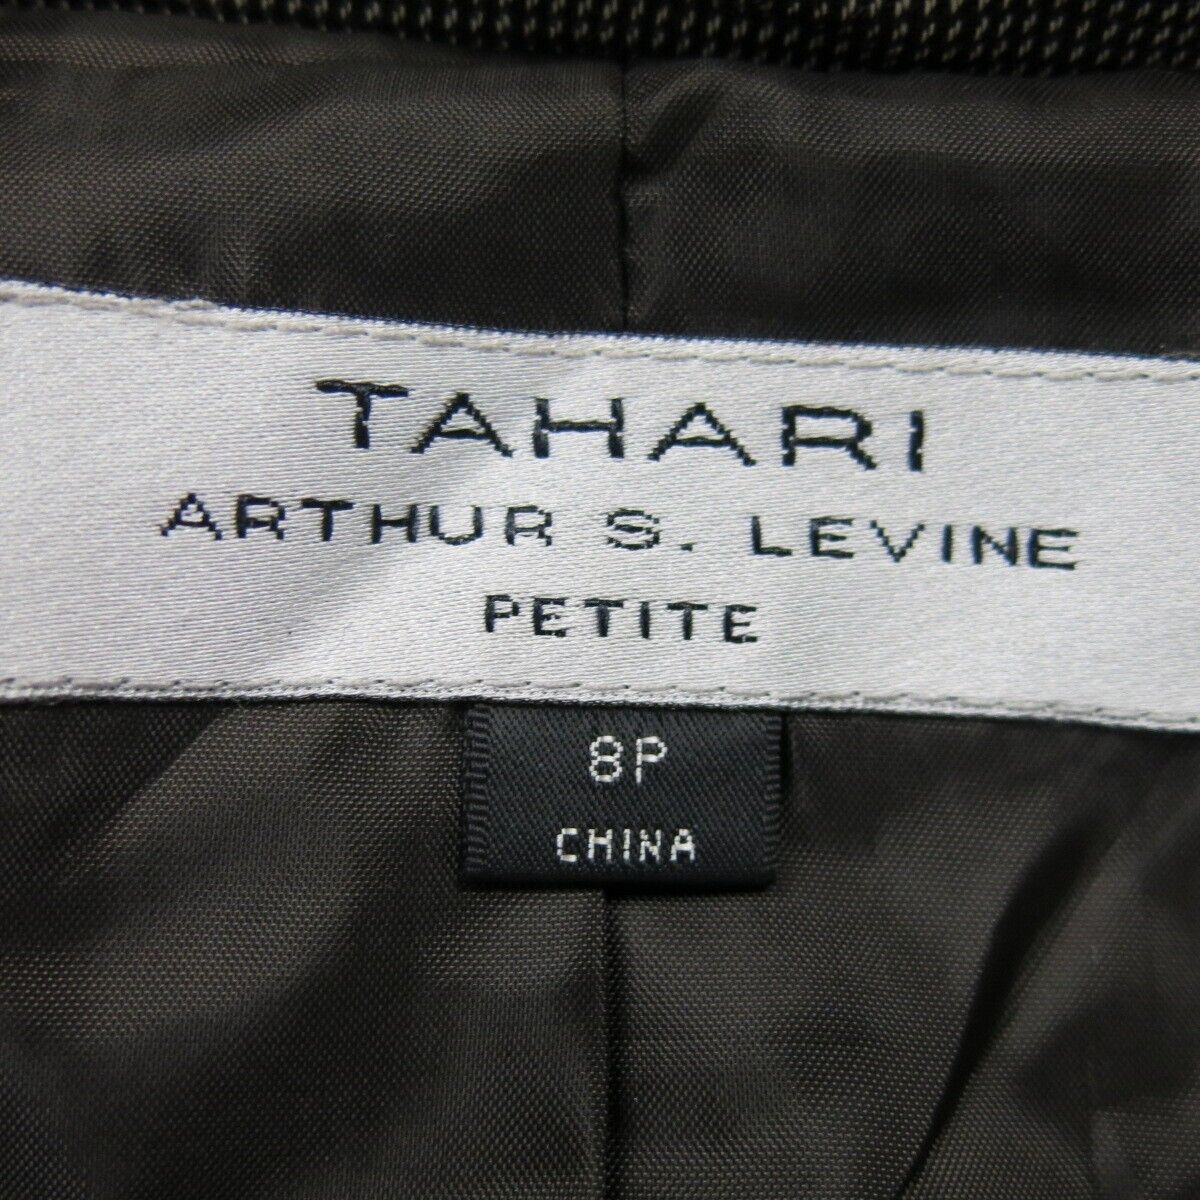 TAHARI
ARTHUR S. LEVINE
PETITE
8P
CHINA